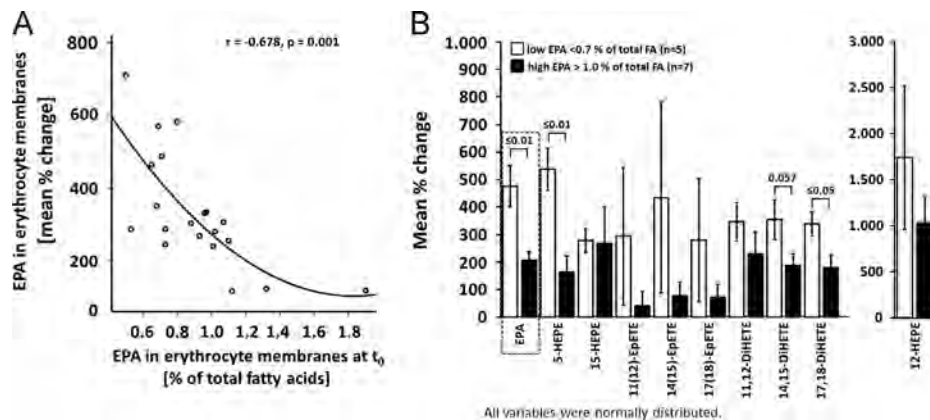 A
r = -0.678, p = 0.001
EPA in erythrocyte membranes
[mean % change]
800
600
400
200
0
0.6
0.8
1.0
1.2
1,4
1.6
1.8
EPA in erythrocyte membranes at t0
[% of total fatty acids]
B
low EPA <0.7 % of total FA (n=5)
high EPA > 1.0 % of total FA (n=7)
Mean % change
1.000
900
800
700
600
500
400
300
200
100
0
≤0.01
≤0.01
0.057
≤0,05
EPA
5-HEPE
15-HEPE
11(12)-EpETE
14(15)-EpETE
17(18)-EpETE
11,12-DiHETE
14,15-DiHETE
17,18-DiHETE
3.000
2.500
2.000
1.500
1.000
500
0
12-HEPE
All variables were normally distributed.